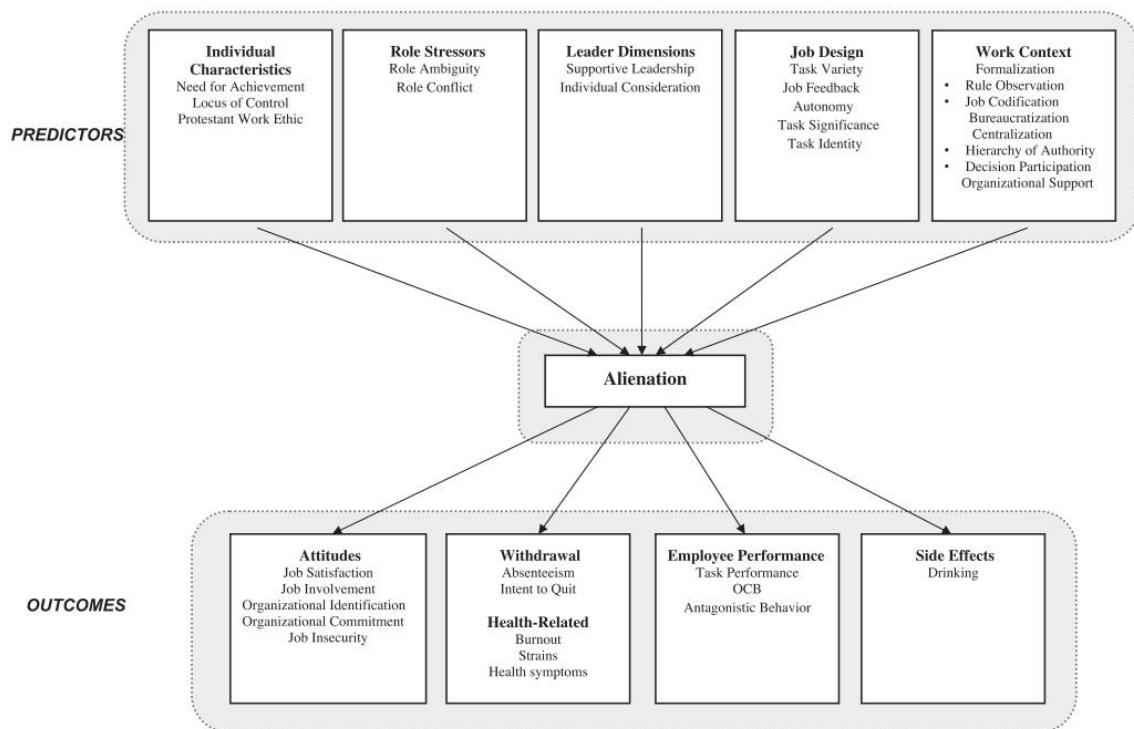 PREDICTORS
Individual
Characteristics
Need for Achievement
Locus of Control
Protestant Work Ethic
Role Stressors
Role Ambiguity
Role Conflict
Leader Dimensions
Supportive Leadership
Individual Consideration
Job Design
Task Variety
Job Feedback
Autonomy
Task Significance
Task Identity
Work Context
Formalization
• Rule Observation
• Job Codification
Bureaucratization
Centralization
• Hierarchy of Authority
• Decision Participation
Organizational Support
Alienation
OUTCOMES
Attitudes
Job Satisfaction
Job Involvement
Organizational Identification
Organizational Commitment
Job Insecurity
Withdrawal
Absenteeism
Intent to Quit
Health-Related
Burnout
Strains
Health symptoms
Employee Performance
Task Performance
OCB
Antagonistic Behavior
Side Effects
Drinking